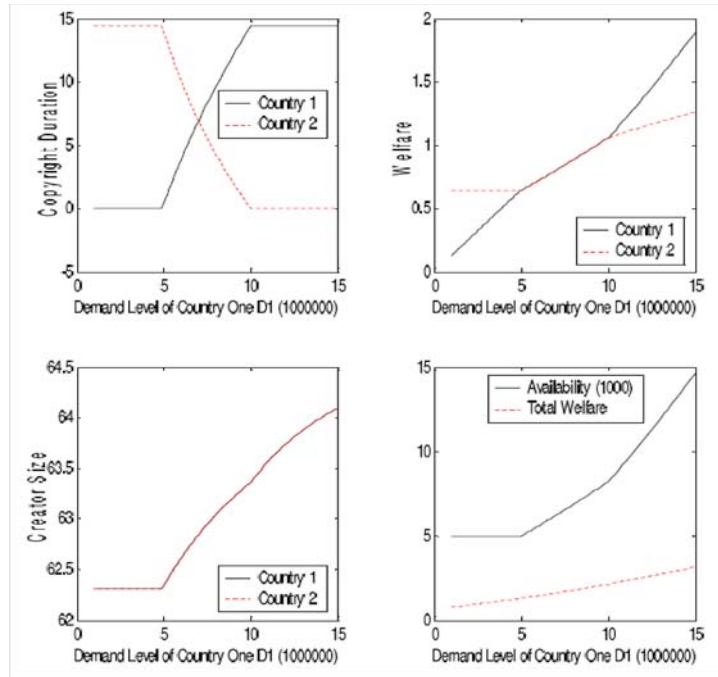 15
10
5
0
-5
Copyright Duration
Country 1
Country 2
0 5 10 15
Demand Level of Country One D1 (1000000)
2
1.5
1
0.5
0
Welfare
Country 1
Country 2
0 5 10 15
Demand Level of Country One D1 (1000000)
64.5
64
63.5
63
62.5
62
Creator Size
Country 1
Country 2
0 5 10 15
Demand Level of Country One D1 (1000000)
15
10
5
0
Availability (1000)
Total Welfare
0 5 10 15
Demand Level of Country One D1 (1000000)